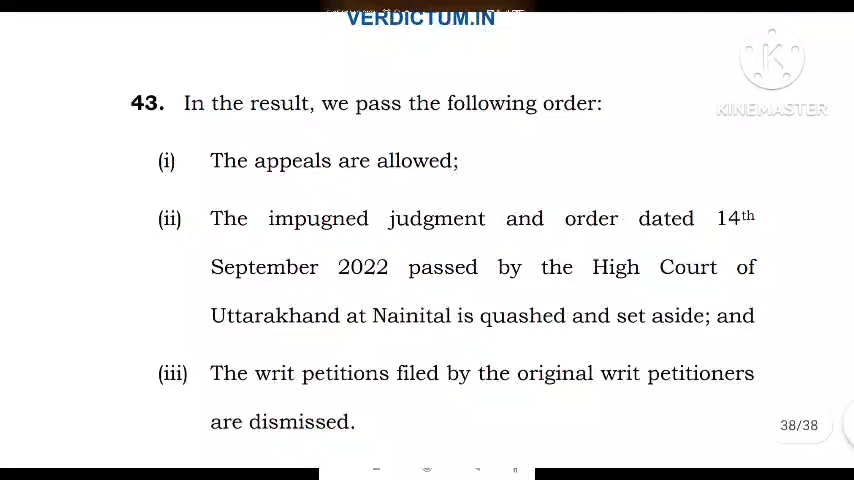 VERDICTUM.IN
KINEMASTER
43. In the result, we pass the following order:
(i) The appeals are allowed;
(ii) The impugned judgment and order dated 14th
September 2022 passed by the High Court of
Uttarakhand at Nainital is quashed and set aside; and
(iii) The writ petitions filed by the original writ petitioners
are dismissed.
38/38